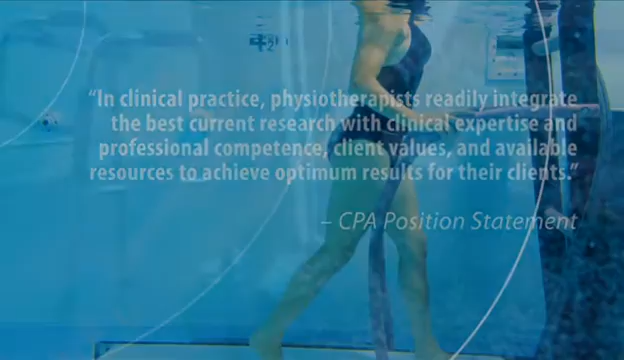 “In clinical practice, physiotherapists readily integrate
the best current research with clinical expertise and
professional competence, client values, and available
resources to achieve optimum results for their clients.”
– CPA Position Statement